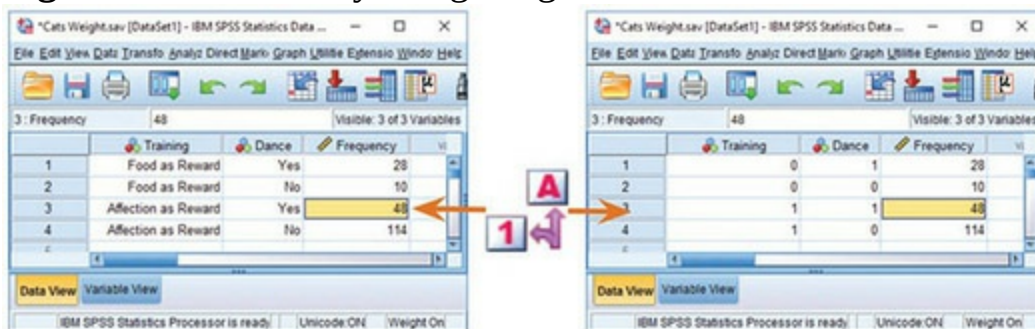 *Cats Weight.sav [DataSet1] - IBM SPSS Statistics Data ...
File Edit View Data Transfo Analyz Direct Marki Graph Utilitie Extensio Windo Help
3 : Frequency 48 Visible: 3 of 3 Variables
Training Dance Frequency
1 Food as Reward Yes 28
2 Food as Reward No 10
3 Affection as Reward Yes 48
4 Affection as Reward No 114
Data View Variable View
IBM SPSS Statistics Processor is ready Unicode:ON Weight On
A
1
*Cats Weight.sav [DataSet1] - IBM SPSS Statistics Data ...
File Edit View Data Transfo Analyz Direct Marki Graph Utilitie Extensio Windo Help
3 : Frequency 48 Visible: 3 of 3 Variables
Training Dance Frequency
1 0 1 28
2 0 0 10
3 1 1 48
4 1 0 114
Data View Variable View
IBM SPSS Statistics Processor is ready Unicode:ON Weight On